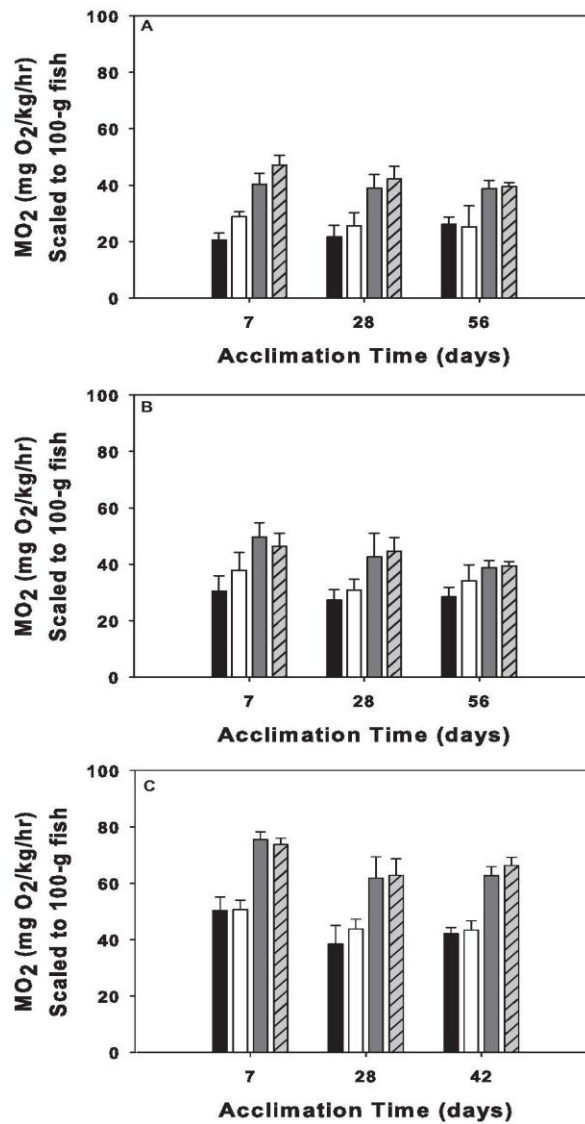 A
100
80
60
40
20
0
MO₂ (mg O₂/kg/hr)
Scaled to 100-g fish
7 28 56
Acclimation Time (days)
B
100
80
60
40
20
0
MO₂ (mg O₂/kg/hr)
Scaled to 100-g fish
7 28 56
Acclimation Time (days)
C
100
80
60
40
20
0
MO₂ (mg O₂/kg/hr)
Scaled to 100-g fish
7 28 42
Acclimation Time (days)